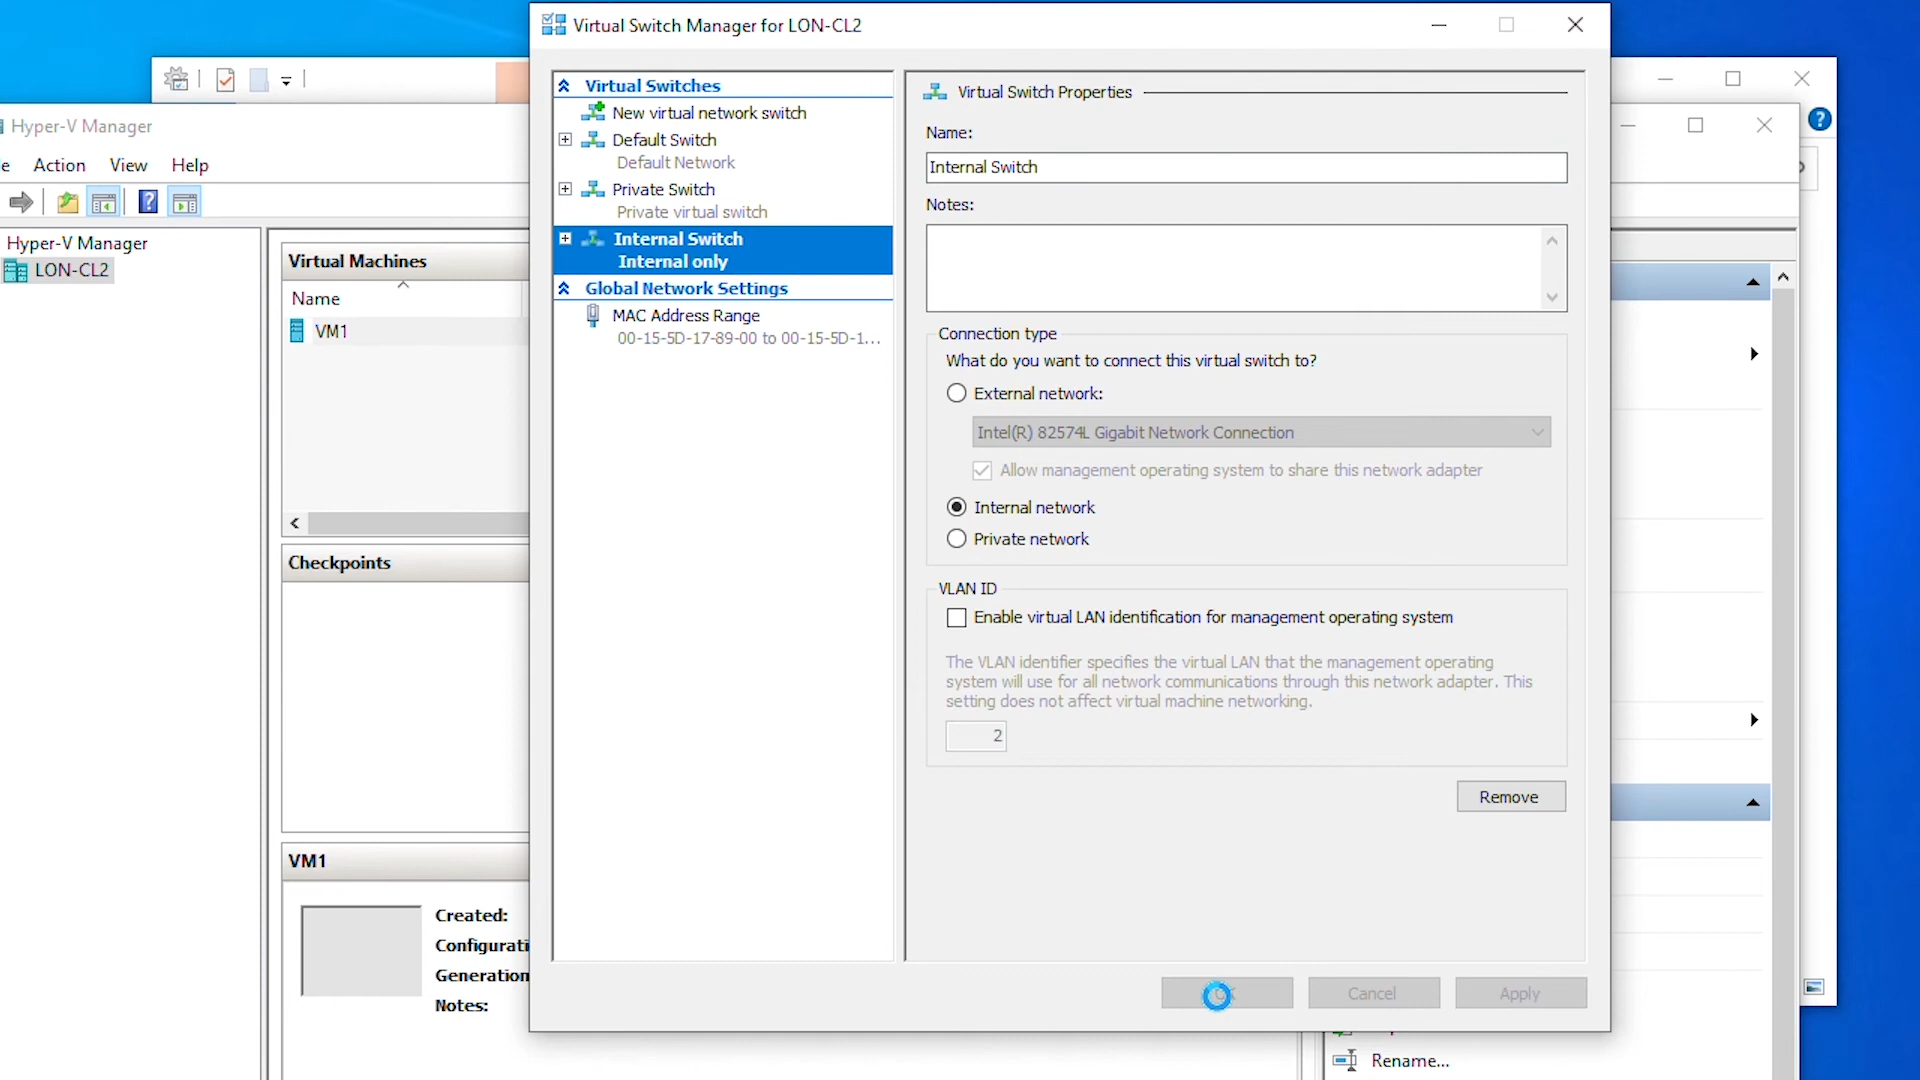 Virtual Switch Manager for LON-CL2
Hyper-V Manager
Action View Help
Hyper-V Manager
LON-CL2
Virtual Machines
Name
VM1
Checkpoints
VM1
Created:
Configurati
Generation
Notes:
Virtual Switches
New virtual network switch
Default Switch
Default Network
Private Switch
Private virtual switch
Internal Switch
Internal only
Global Network Settings
MAC Address Range
00-15-5D-17-89-00 to 00-15-5D-1...
Virtual Switch Properties
Name:
Internal Switch
Notes:
Connection type
What do you want to connect this virtual switch to?
External network:
Intel(R) 82574L Gigabit Network Connection
Allow management operating system to share this network adapter
Internal network
Private network
VLAN ID
Enable virtual LAN identification for management operating system
The VLAN identifier specifies the virtual LAN that the management operating
system will use for all network communications through this network adapter. This
setting does not affect virtual machine networking.
2
Remove
Cancel
Apply
Rename...